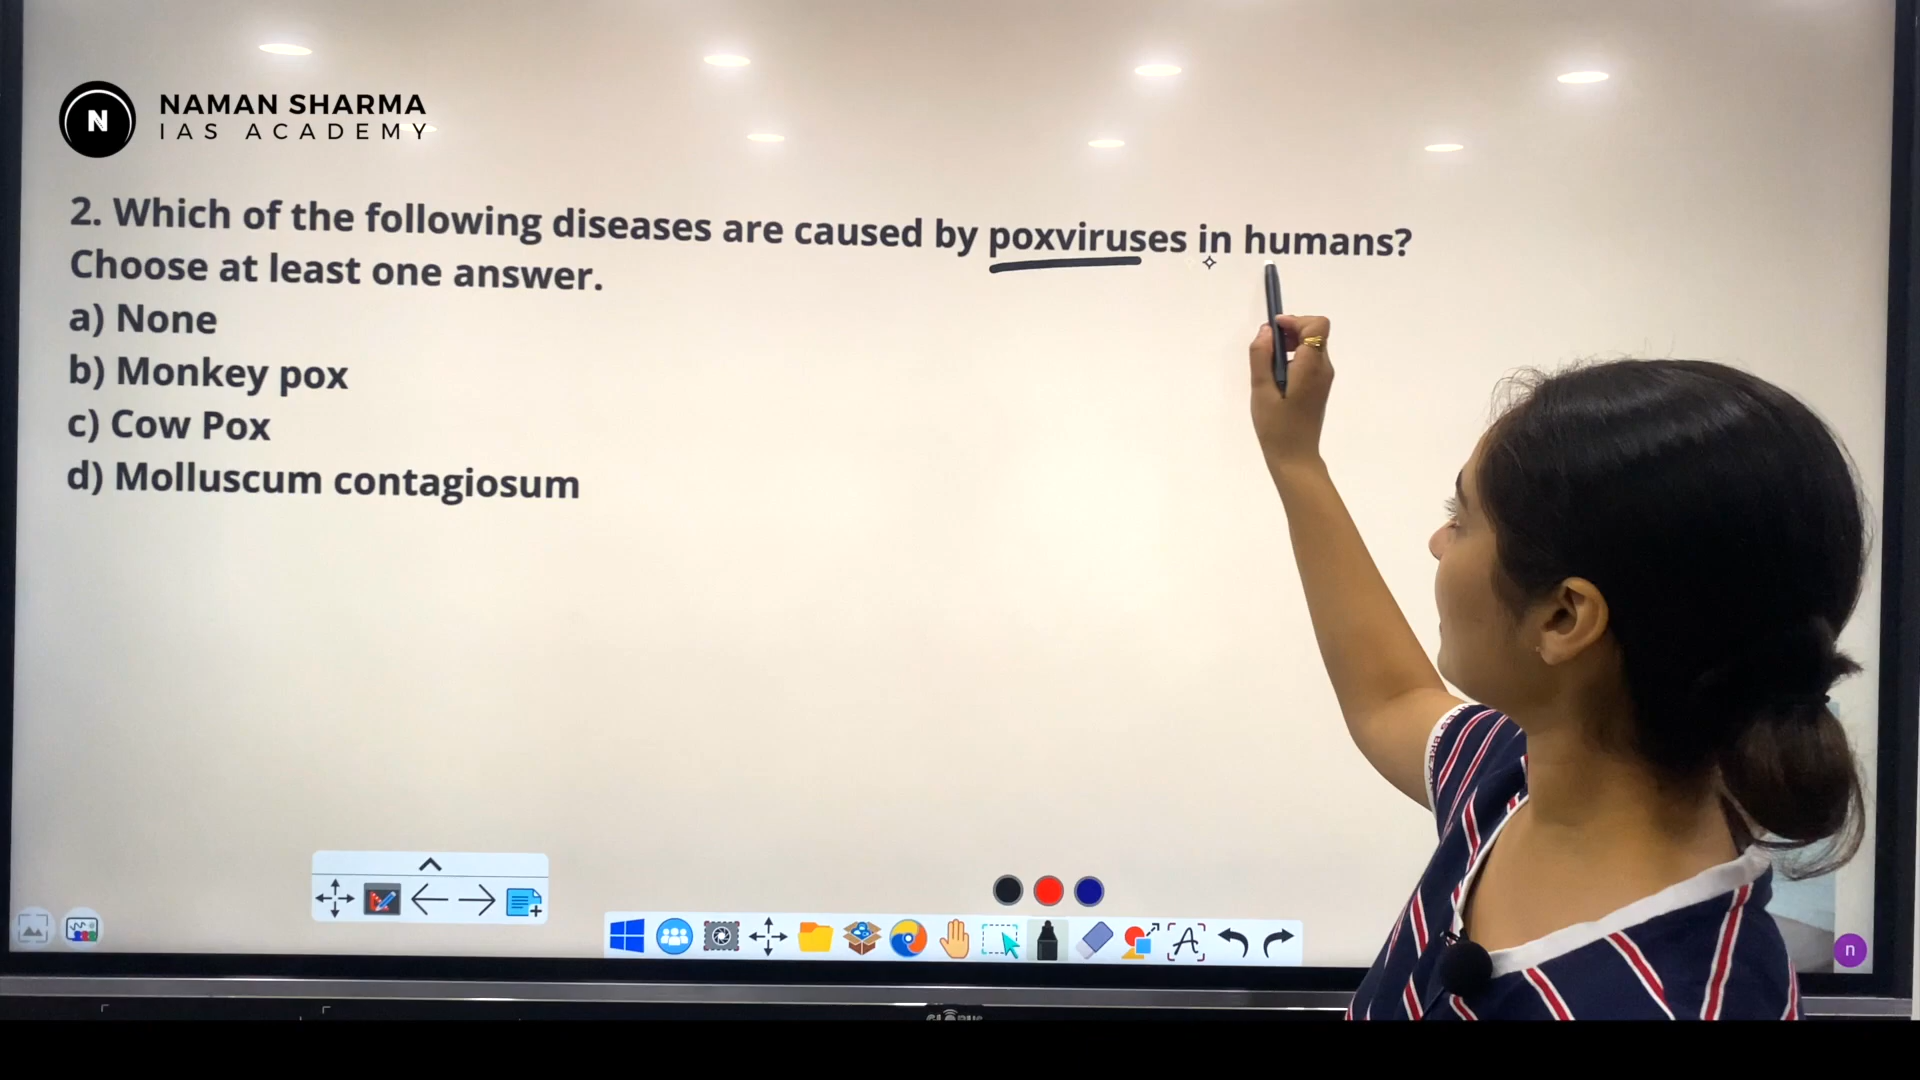 N
NAMAN SHARMA
IAS ACADEMY
2. Which of the following diseases are caused by poxviruses in humans?
Choose at least one answer.
a) None
b) Monkey pox
c) Cow Pox
d) Molluscum contagiosum
A
n